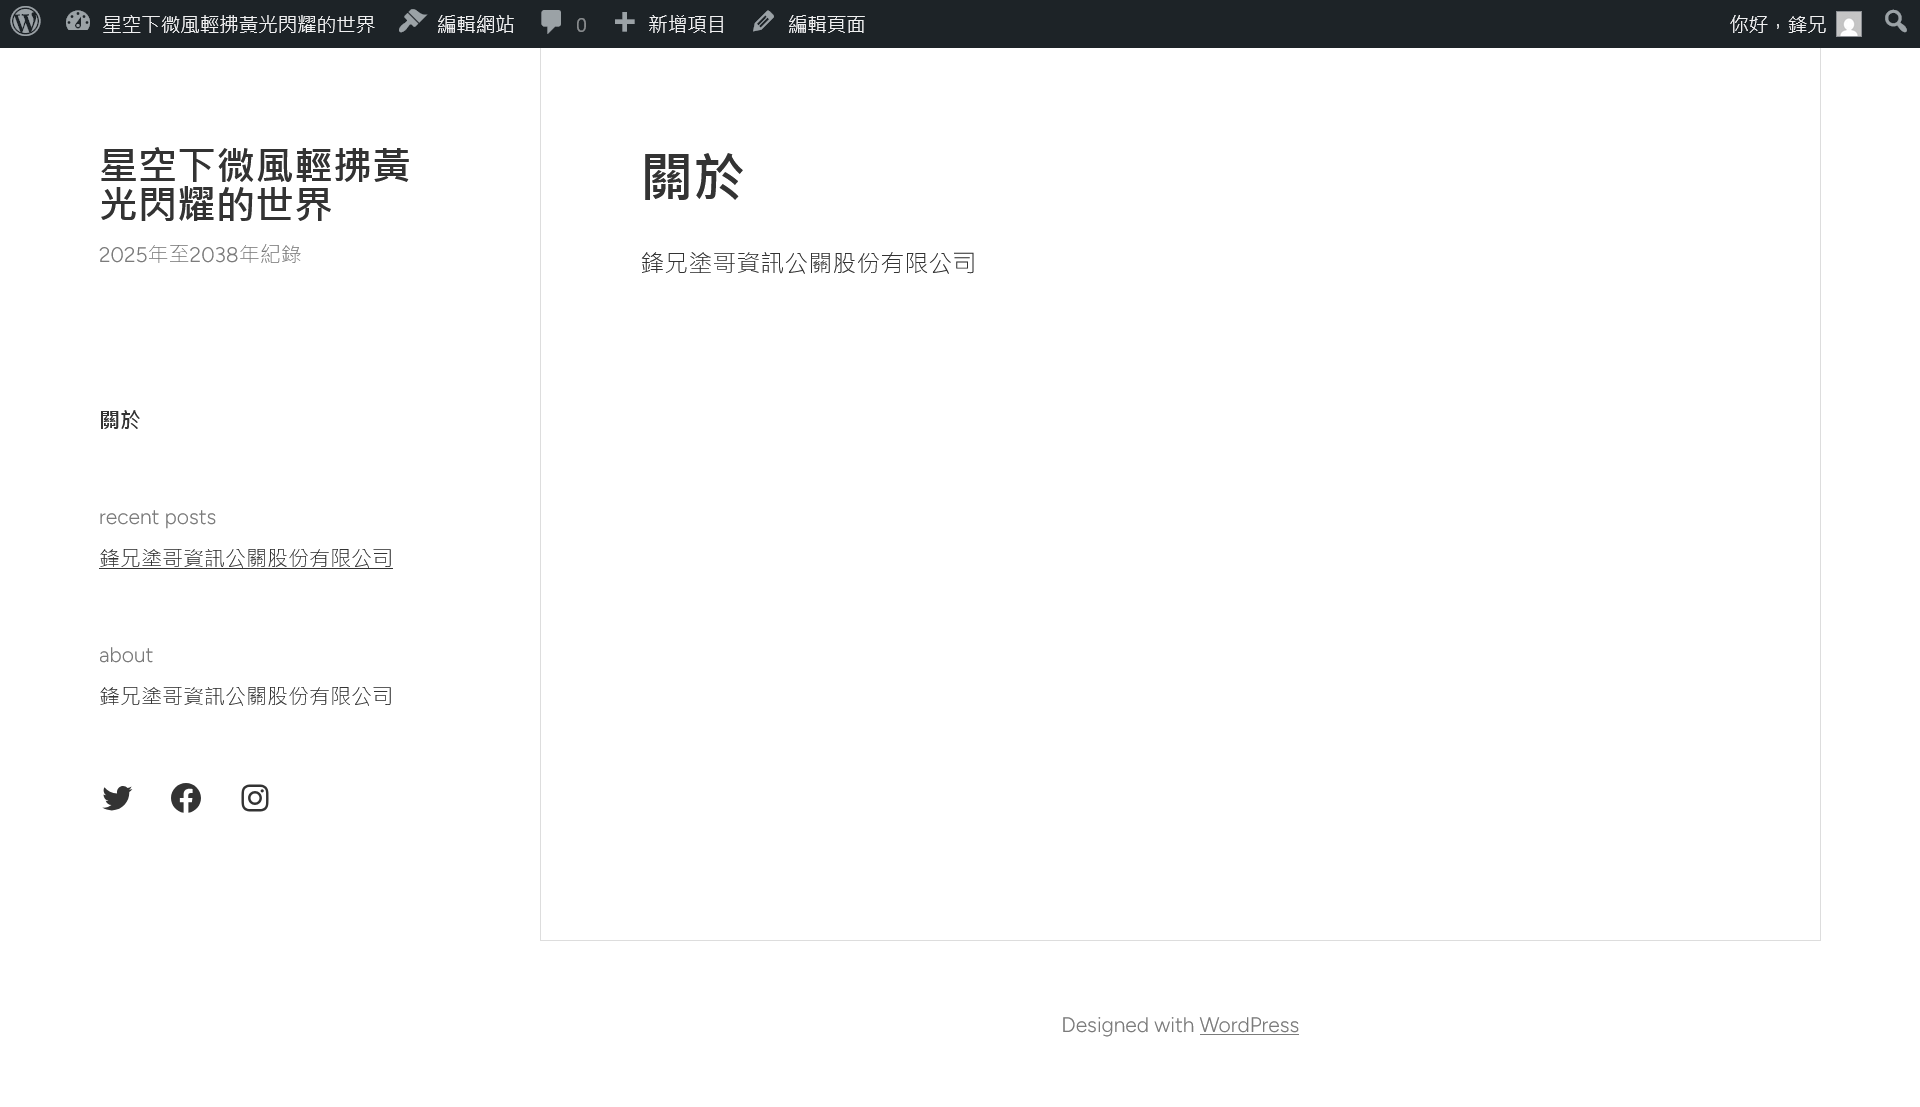 星空下微風輕拂黃光閃耀的世界 編輯網站 0 新增項目 編輯頁面 你好，鋒兄
星空下微風輕拂黃
光閃耀的世界
2025年至2038年紀錄
關於
recent posts
鋒兄塗哥資訊公關股份有限公司
about
鋒兄塗哥資訊公關股份有限公司
關於
鋒兄塗哥資訊公關股份有限公司
Designed with WordPress